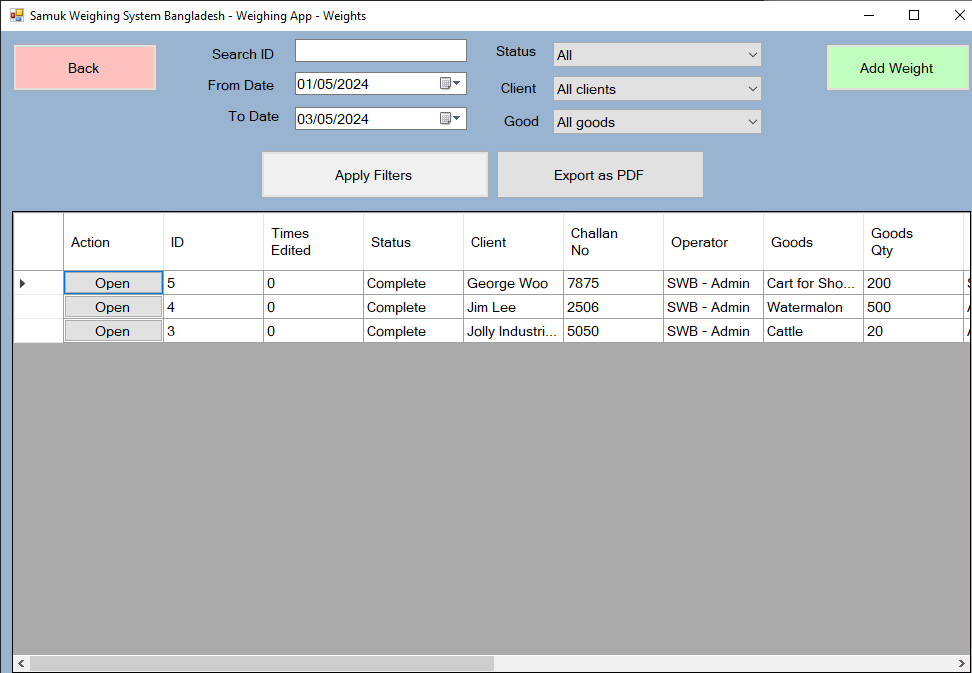 Samuk Weighing System Bangladesh - Weighing App - Weights
Back
Search ID
From Date 01/05/2024
To Date 03/05/2024
Status All
Client All clients
Good All goods
Add Weight
Apply Filters
Export as PDF
Action ID Times Edited Status Client Challan No Operator Goods Goods Qty
Open 5 0 Complete George Woo 7875 SWB - Admin Cart for Sho... 200
Open 4 0 Complete Jim Lee 2506 SWB - Admin Watermalon 500
Open 3 0 Complete Jolly Industri... 5050 SWB - Admin Cattle 20